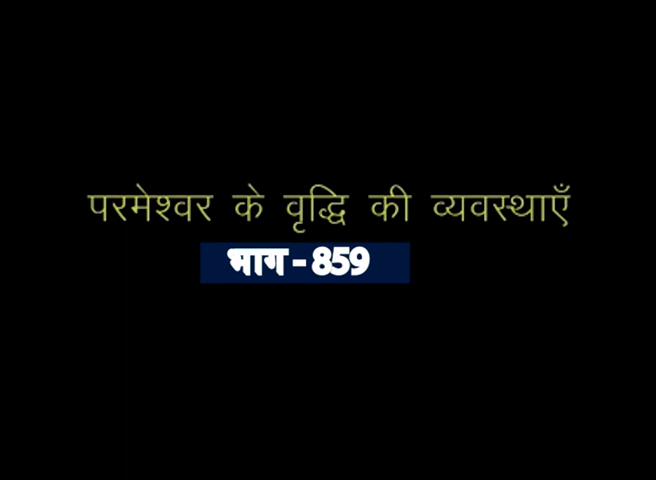 परमेश्वर के वृद्धि की व्यवस्थाएँ
भाग - 859